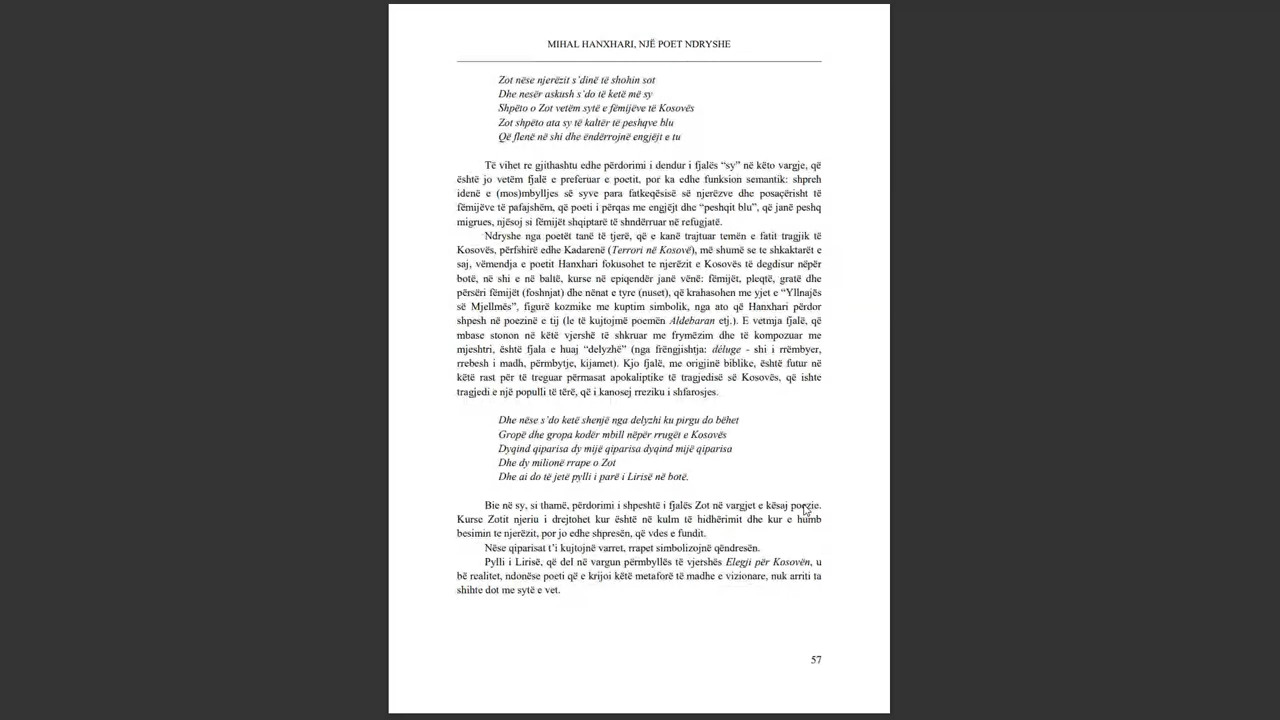 MIHAL HANXHARI, NJË POET NDRYSHE
Zot nëse njerëzit s’dinë të shohin sot
Dhe nesër askush s’do të ketë më sy
Shpëto o Zot vetëm sytë e fëmijëve të Kosovës
Zot shpëto ata sy të kaltër të peshqve blu
Që flenë në shi dhe ëndërrojnë engjëjt e tu
Të vihet re gjithashtu edhe përdorimi i dendur i fjalës “sy” në këto vargje, që
është jo vetëm fjalë e preferuar e poetit, por ka edhe funksion semantik: shpreh
idenë e (mos)mbylljes së syve para fatkeqësisë së njerëzve dhe posaçërisht të
fëmijëve të pafajshëm, që poeti i përqas me engjëjt dhe “peshqit blu”, që janë peshq
migrues, njësoj si fëmijët shqiptarë të shndërruar në refugjatë.
Ndryshe nga poetët tanë të tjerë, që e kanë trajtuar temën e fatit tragjik të
Kosovës, përfshirë edhe Kadarenë (Terrori në Kosovë), më shumë se te shkaktarët e
saj, vëmendja e poetit Hanxhari fokusohet te njerëzit e Kosovës të degdisur nëpër
botë, në shi e në baltë, kurse në epiqendër janë vënë: fëmijët, pleqtë, gratë dhe
përsëri fëmijët (foshnjat) dhe nënat e tyre (nuset), që krahasohen me yjet e “Yllnajës
së Mjellmës”, figurë kozmike me kuptim simbolik, nga ato që Hanxhari përdor
shpesh në poezinë e tij (le të kujtojmë poemën Aldebaran etj.). E vetmja fjalë, që
mbase stonon në këtë vjershë të shkruar me frymëzim dhe të kompozuar me
mjeshtri, është fjala e huaj “delyzhë” (nga frëngjishtja: déluge - shi i rrëmbyer,
rrebesh i madh, përmbytje, kijamet). Kjo fjalë, me origjinë biblike, është futur në
këtë rast për të treguar përmasat apokaliptike të tragjedisë së Kosovës, që ishte
tragjedi e një populli të tërë, që i kanosej rreziku i shfarosjes.
Dhe nëse s’do ketë shenjë nga delyzhi ku pirgu do bëhet
Gropë dhe gropa kodër mbill nëpër rrugët e Kosovës
Dyqind qiparisa dy mijë qiparisa dyqind mijë qiparisa
Dhe dy milionë rrape o Zot
Dhe ai do të jetë pylli i parë i Lirisë në botë.
Bie në sy, si thamë, përdorimi i shpeshtë i fjalës Zot në vargjet e kësaj poezie.
Kurse Zotit njeriu i drejtohet kur është në kulm të hidhërimit dhe kur e humb
besimin te njerëzit, por jo edhe shpresën, që vdes e fundit.
Nëse qiparisat t’i kujtojnë varret, rrapet simbolizojnë qëndresën.
Pylli i Lirisë, që del në vargun përmbyllës të vjershës Elegji për Kosovën, u
bë realitet, ndonëse poeti që e krijoi këtë metaforë të madhe e vizionare, nuk arriti ta
shihte dot me sytë e vet.
57